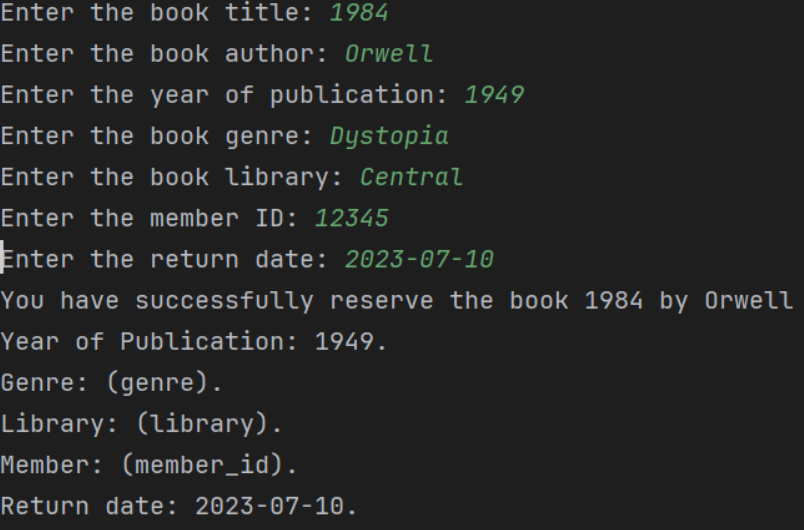 Enter the book title: 1984
Enter the book author: Orwell
Enter the year of publication: 1949
Enter the book genre: Dystopia
Enter the book library: Central
Enter the member ID: 12345
Enter the return date: 2023-07-10
You have successfully reserve the book 1984 by Orwell
Year of Publication: 1949.
Genre: (genre).
Library: (library).
Member: (member_id).
Return date: 2023-07-10.